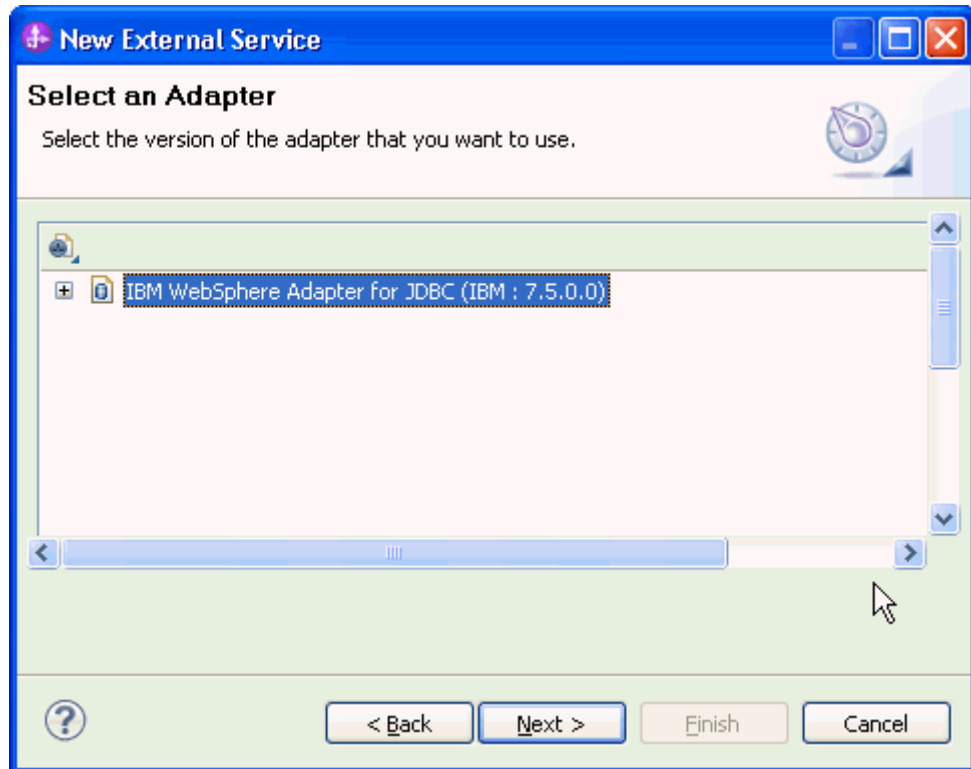 New External Service
Select an Adapter
Select the version of the adapter that you want to use.
IBM WebSphere Adapter for JDBC (IBM : 7.5.0.0)
?
< Back
Next >
Finish
Cancel